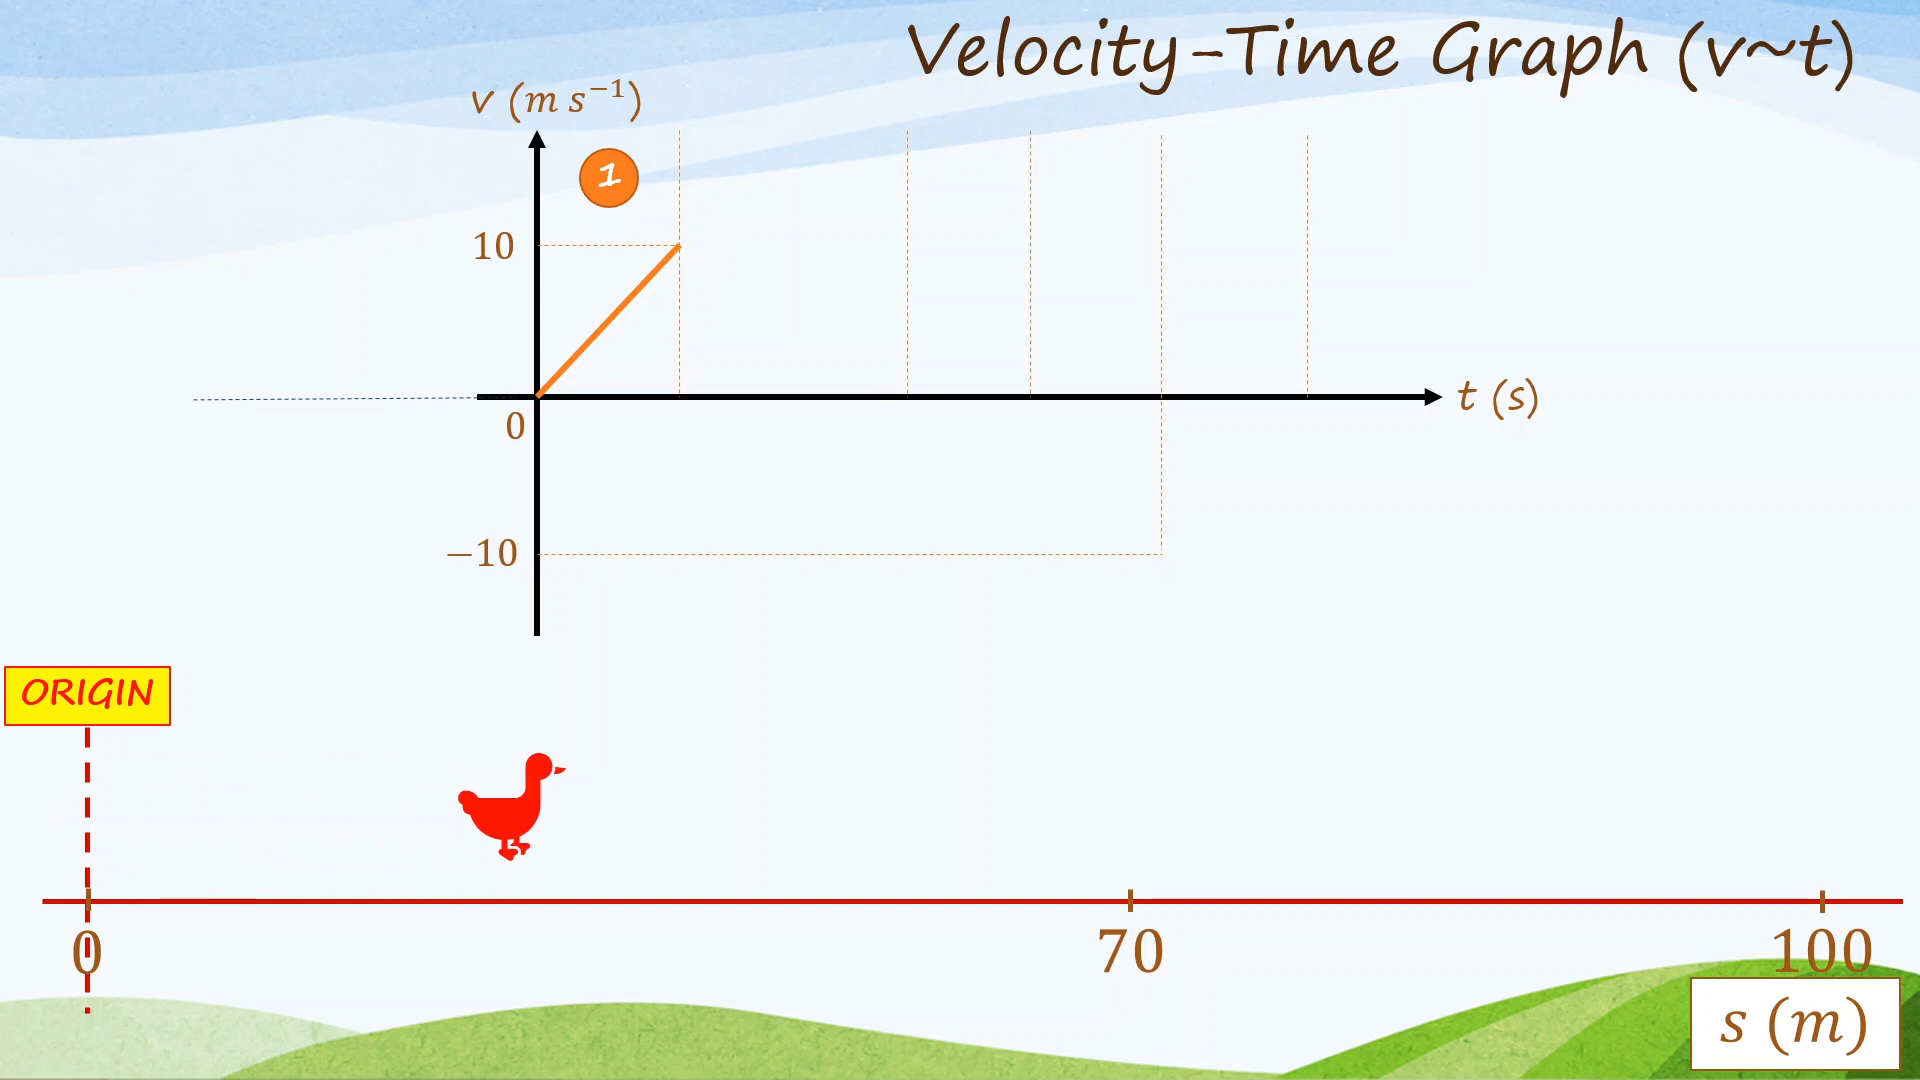 Velocity-Time Graph (v~t)
v (m s⁻¹)
1
10
t (s)
0
−10
ORIGIN
0
70
100
s (m)